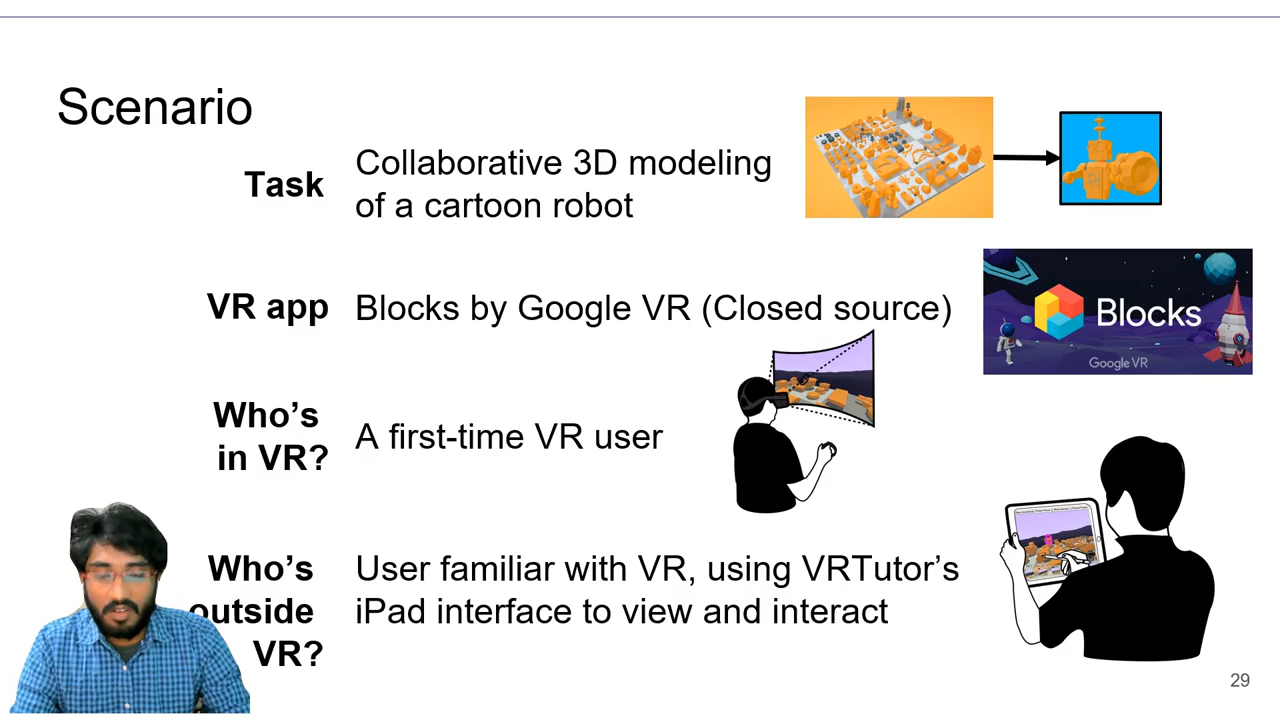 Scenario
Task
Collaborative 3D modeling
of a cartoon robot
VR app
Blocks by Google VR (Closed source)
Blocks
Google VR
Who's
in VR?
A first-time VR user
Who's
outside
VR?
User familiar with VR, using VRTutor's
iPad interface to view and interact
29